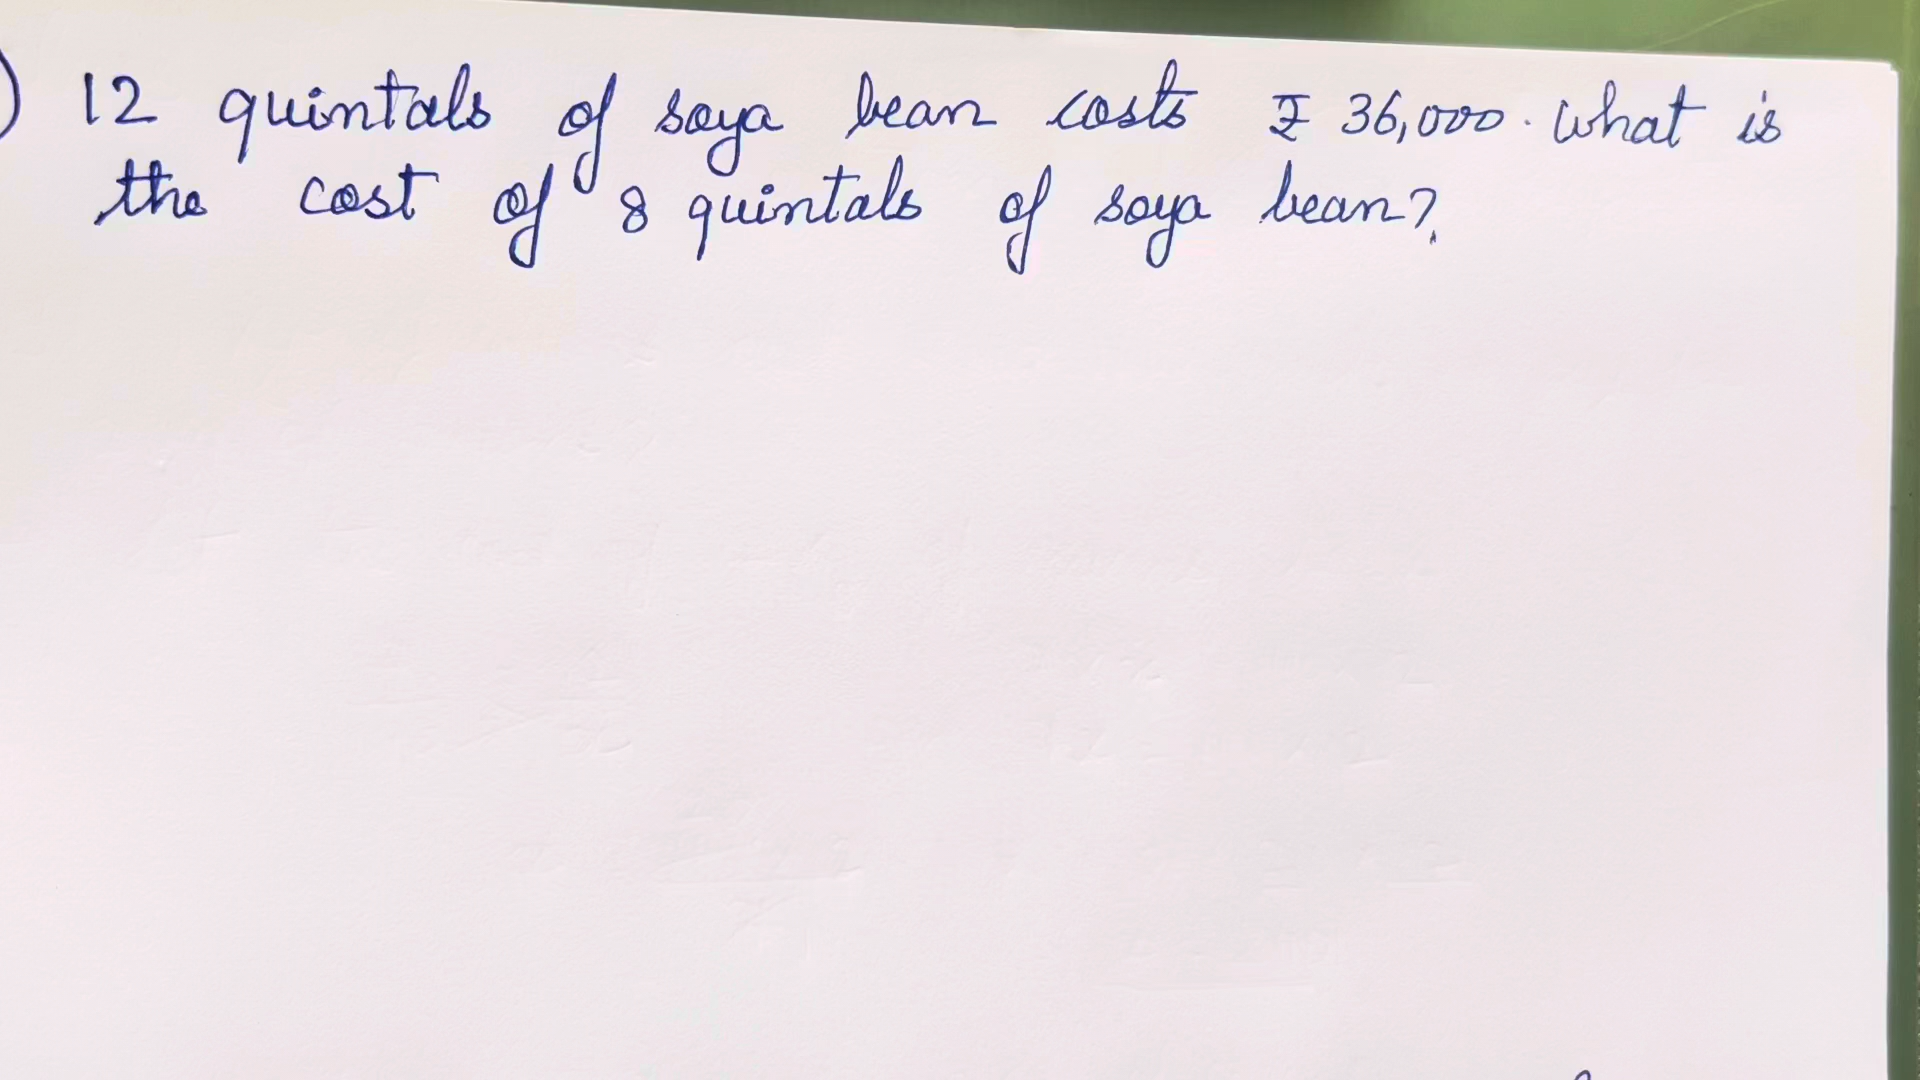 ) 12 quintals of soya bean costs ₹ 36,000. What is
the cost of 8 quintals of soya bean?